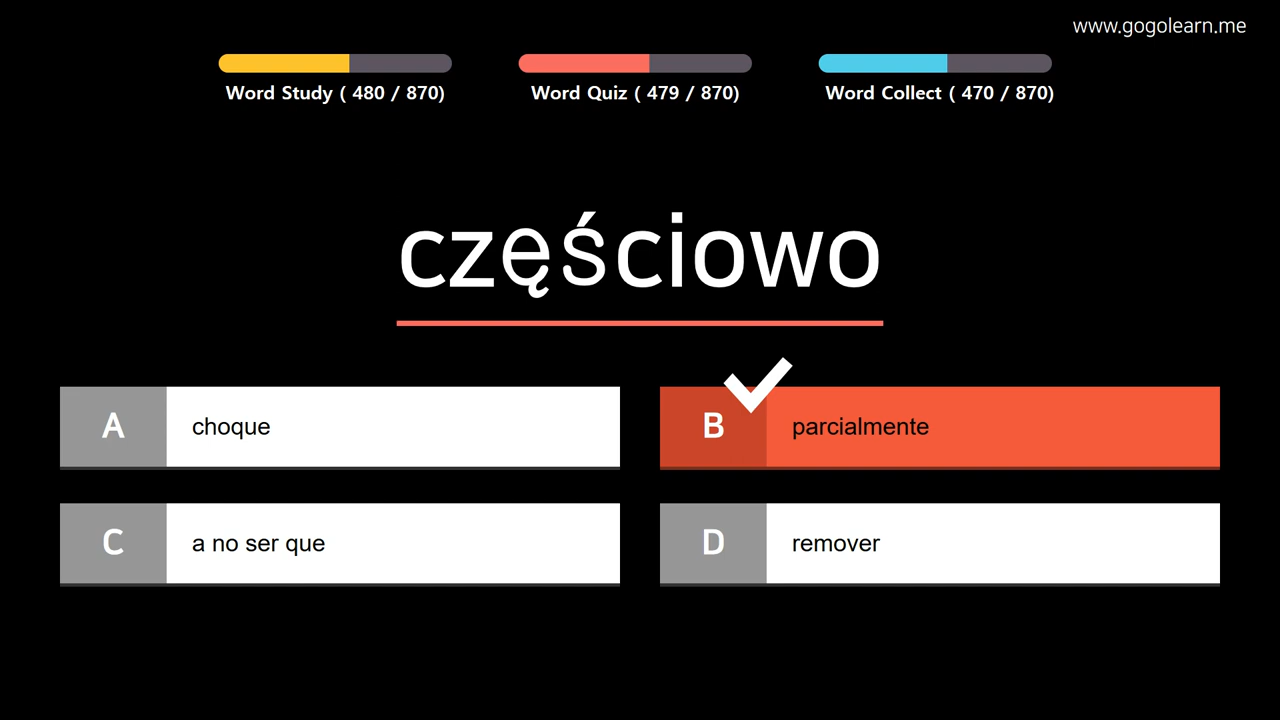 www.gogolearn.me
Word Study ( 480 / 870)
Word Quiz ( 479 / 870)
Word Collect ( 470 / 870)
częściowo
A choque
B parcialmente
C a no ser que
D remover